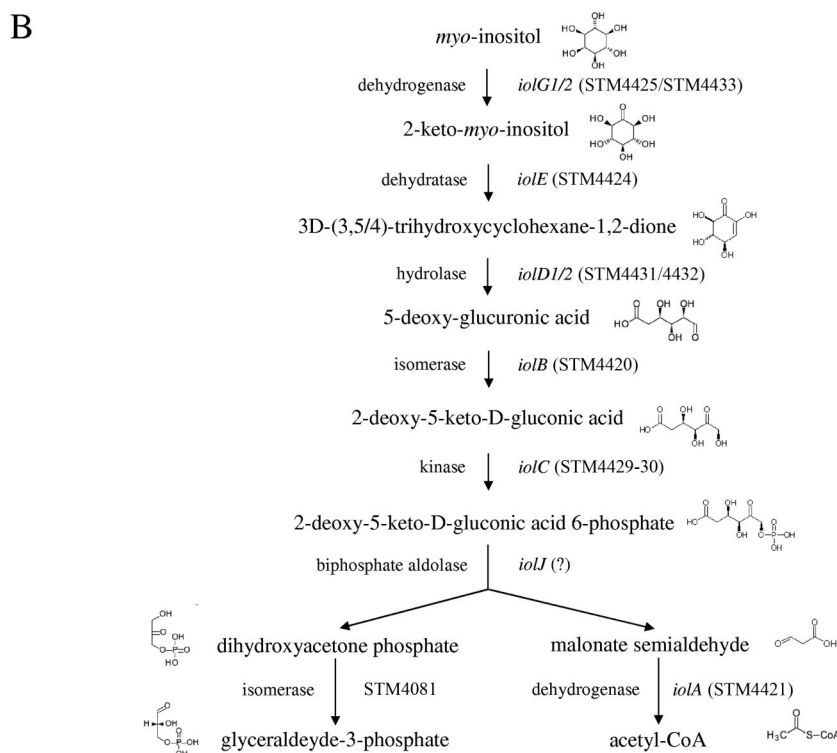 B
myo-inositol
dehydrogenase iolG1/2 (STM4425/STM4433)
2-keto-myo-inositol
dehydratase iolE (STM4424)
3D-(3,5/4)-trihydroxycyclohexane-1,2-dione
hydrolase iolD1/2 (STM4431/4432)
5-deoxy-glucuronic acid
isomerase iolB (STM4420)
2-deoxy-5-keto-D-gluconic acid
kinase iolC (STM4429-30)
2-deoxy-5-keto-D-gluconic acid 6-phosphate
biphosphate aldolase iolJ (?)
dihydroxyacetone phosphate malonate semialdehyde
isomerase STM4081 dehydrogenase iolA (STM4421)
glyceraldeyde-3-phosphate acetyl-CoA